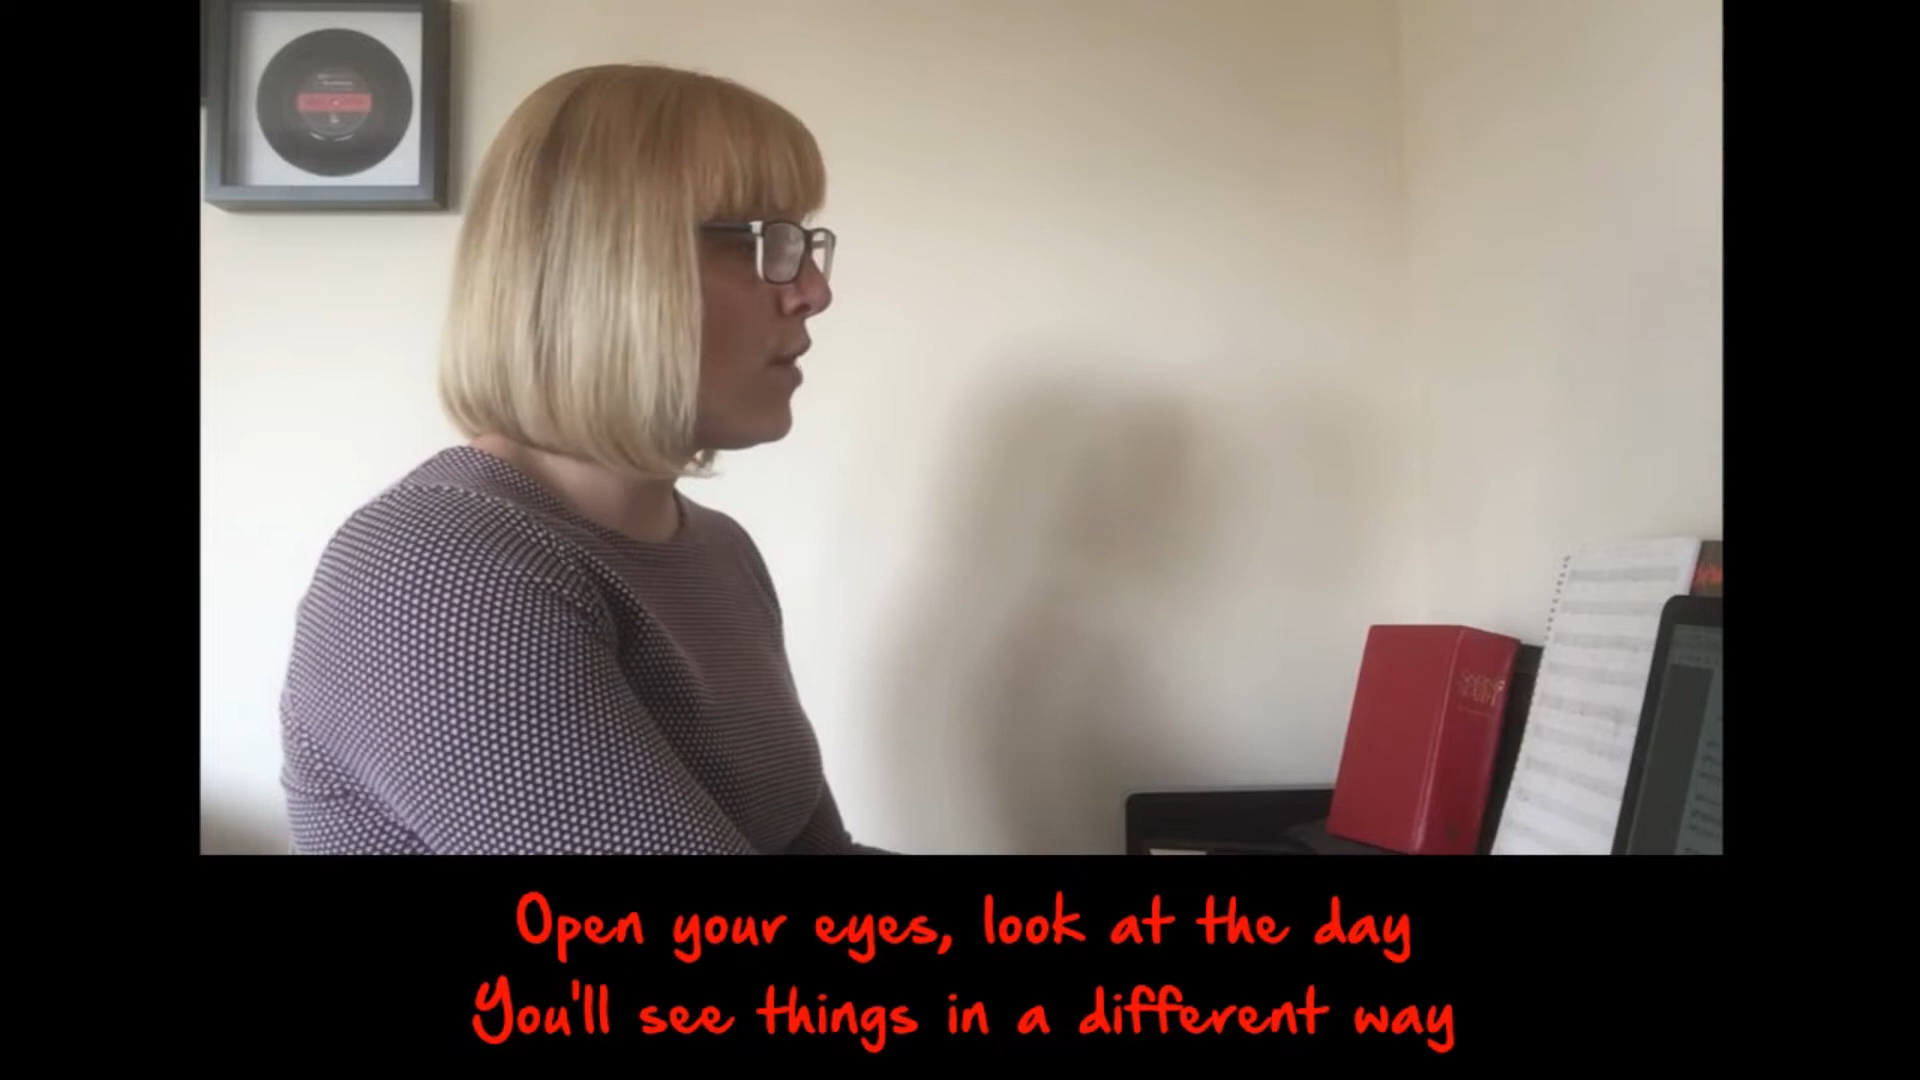 Open your eyes, look at the day
You'll see things in a different way